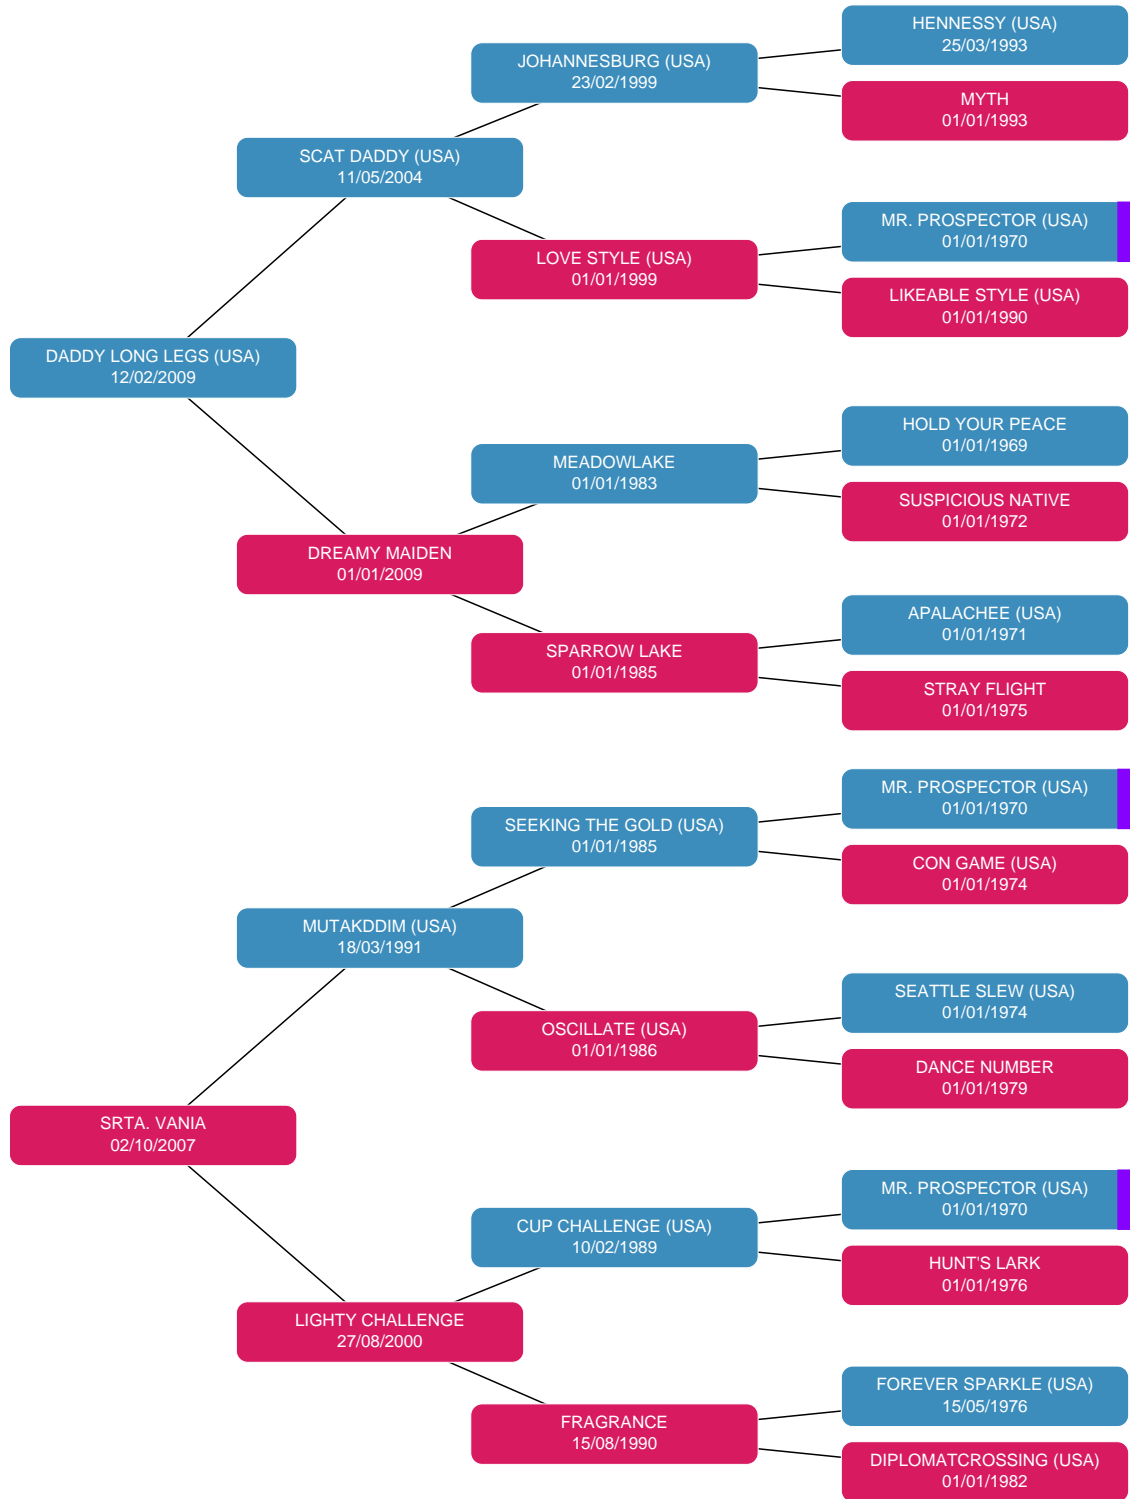 HENNESSY (USA)
25/03/1993
JOHANNESBURG (USA)
23/02/1999
MYTH
01/01/1993
SCAT DADDY (USA)
11/05/2004
MR. PROSPECTOR (USA)
01/01/1970
LOVE STYLE (USA)
01/01/1999
LIKEABLE STYLE (USA)
01/01/1990
DADDY LONG LEGS (USA)
12/02/2009
HOLD YOUR PEACE
01/01/1969
MEADOWLAKE
01/01/1983
SUSPICIOUS NATIVE
01/01/1972
DREAMY MAIDEN
01/01/2009
APALACHEE (USA)
01/01/1971
SPARROW LAKE
01/01/1985
STRAY FLIGHT
01/01/1975
MR. PROSPECTOR (USA)
01/01/1970
SEEKING THE GOLD (USA)
01/01/1985
CON GAME (USA)
01/01/1974
MUTAKDDIM (USA)
18/03/1991
SEATTLE SLEW (USA)
01/01/1974
OSCILLATE (USA)
01/01/1986
DANCE NUMBER
01/01/1979
SRTA. VANIA
02/10/2007
MR. PROSPECTOR (USA)
01/01/1970
CUP CHALLENGE (USA)
10/02/1989
HUNT'S LARK
01/01/1976
LIGHTY CHALLENGE
27/08/2000
FOREVER SPARKLE (USA)
15/05/1976
FRAGRANCE
15/08/1990
DIPLOMATCROSSING (USA)
01/01/1982